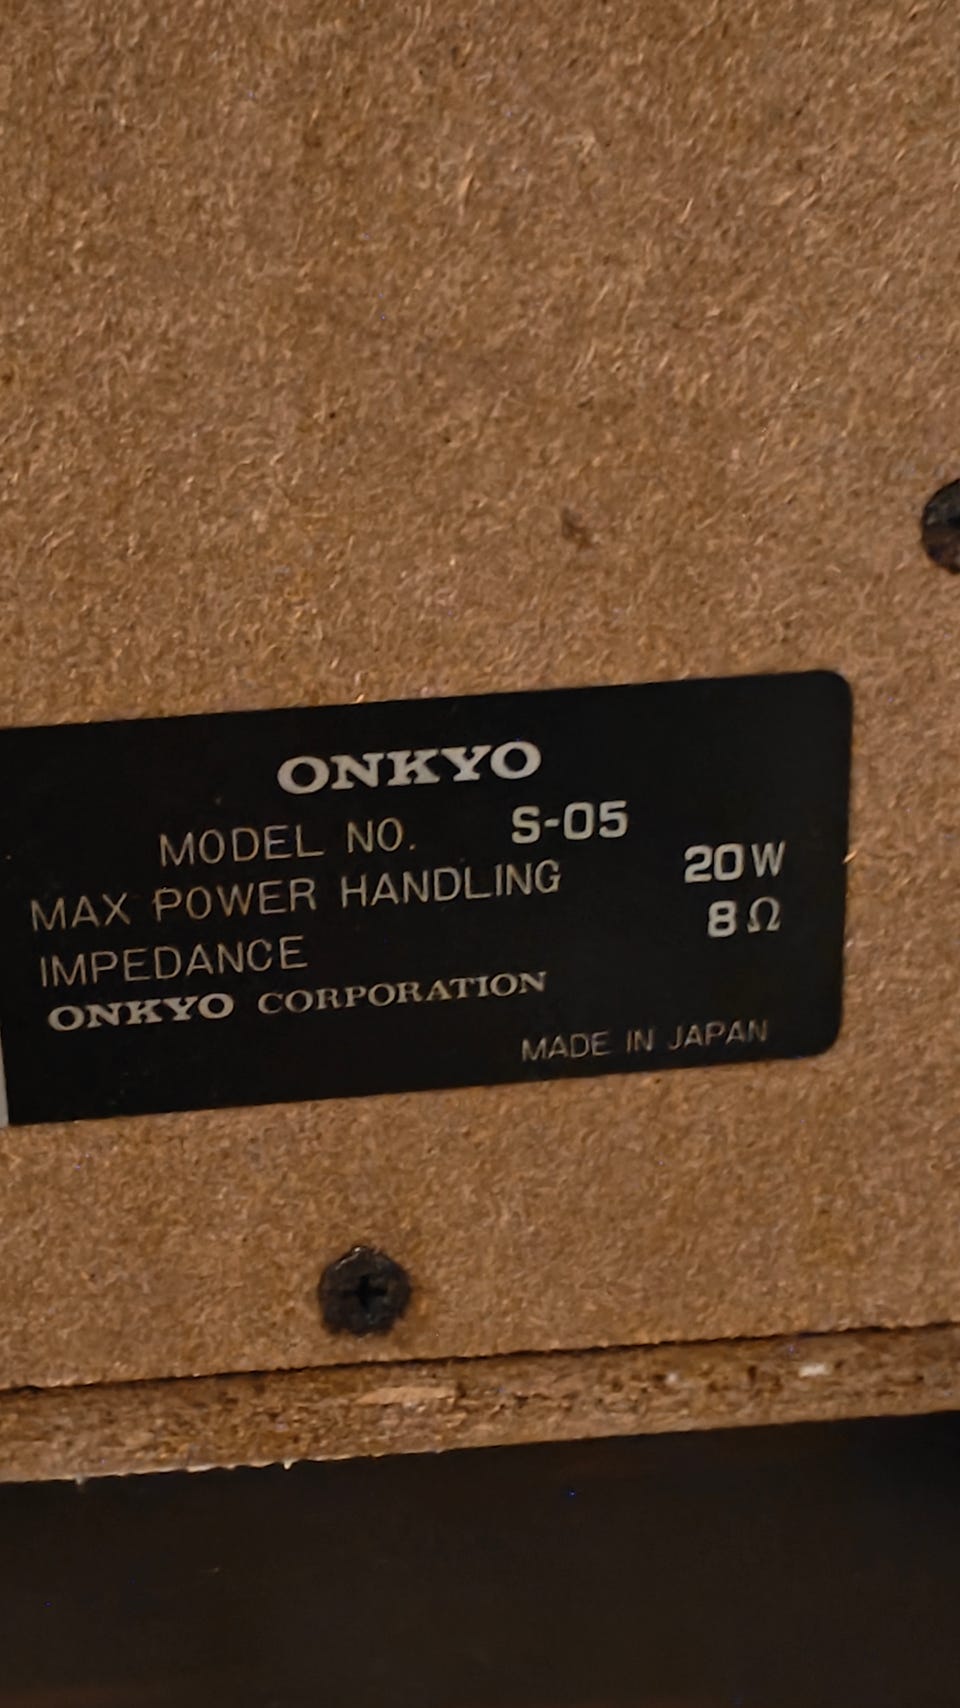 ONKYO
MODEL NO. S-05
MAX POWER HANDLING 20W
IMPEDANCE 8Ω
ONKYO CORPORATION
MADE IN JAPAN